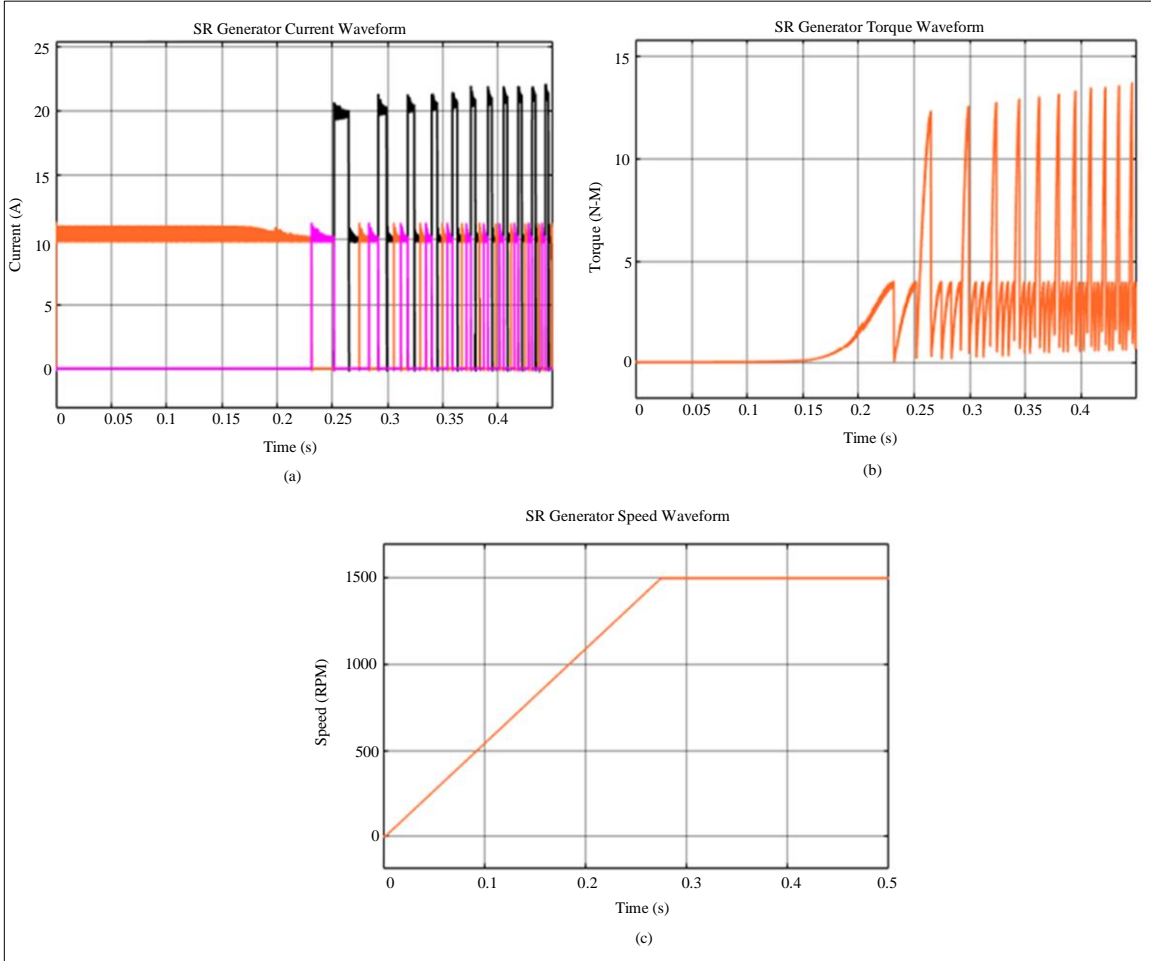 SR Generator Current Waveform
25
20
15
10
5
0
Current (A)
0 0.05 0.1 0.15 0.2 0.25 0.3 0.35 0.4
Time (s)
(a)
SR Generator Torque Waveform
15
10
5
0
Torque (N-M)
0 0.05 0.1 0.15 0.2 0.25 0.3 0.35 0.4
Time (s)
(b)
SR Generator Speed Waveform
1500
1000
500
0
Speed (RPM)
0 0.1 0.2 0.3 0.4 0.5
Time (s)
(c)